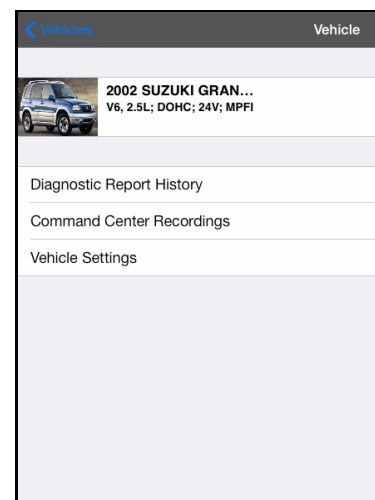 Vehicles
Vehicle
2002 SUZUKI GRAN...
V6, 2.5L; DOHC; 24V; MPFI
Diagnostic Report History
Command Center Recordings
Vehicle Settings